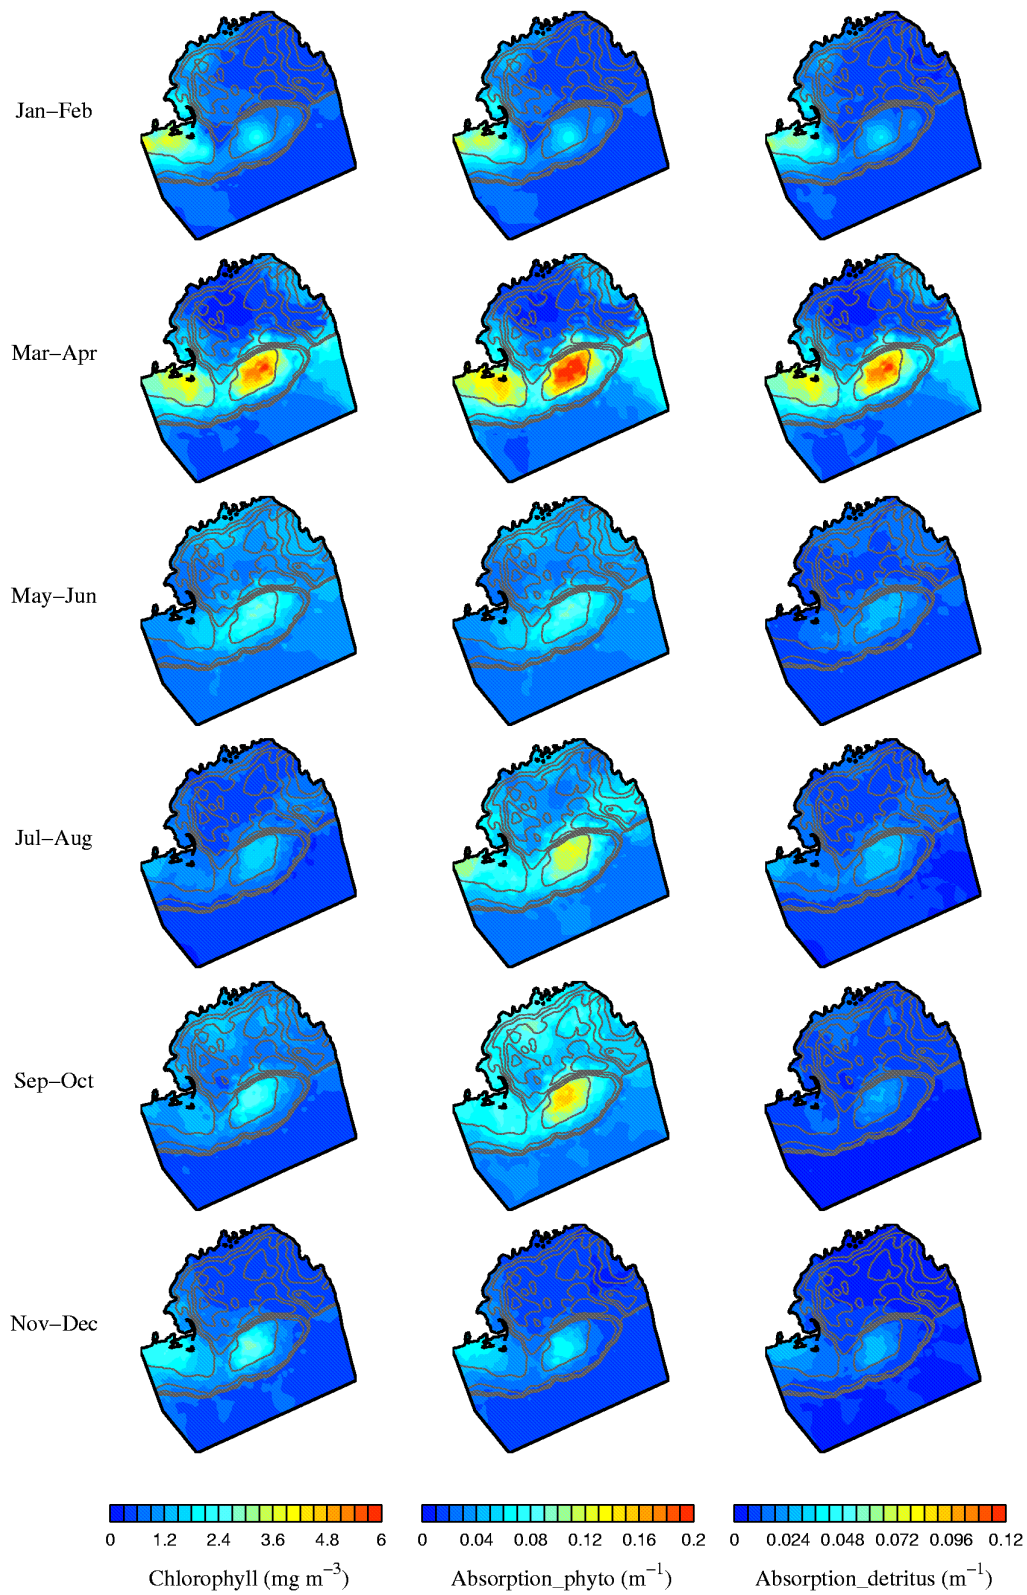 Jan–Feb
Mar–Apr
May–Jun
Jul–Aug
Sep–Oct
Nov–Dec
0 1.2 2.4 3.6 4.8 6
0 0.04 0.08 0.12 0.16 0.2
0 0.024 0.048 0.072 0.096 0.12
Chlorophyll (mg m⁻³)
Absorption_phyto (m⁻¹)
Absorption_detritus (m⁻¹)